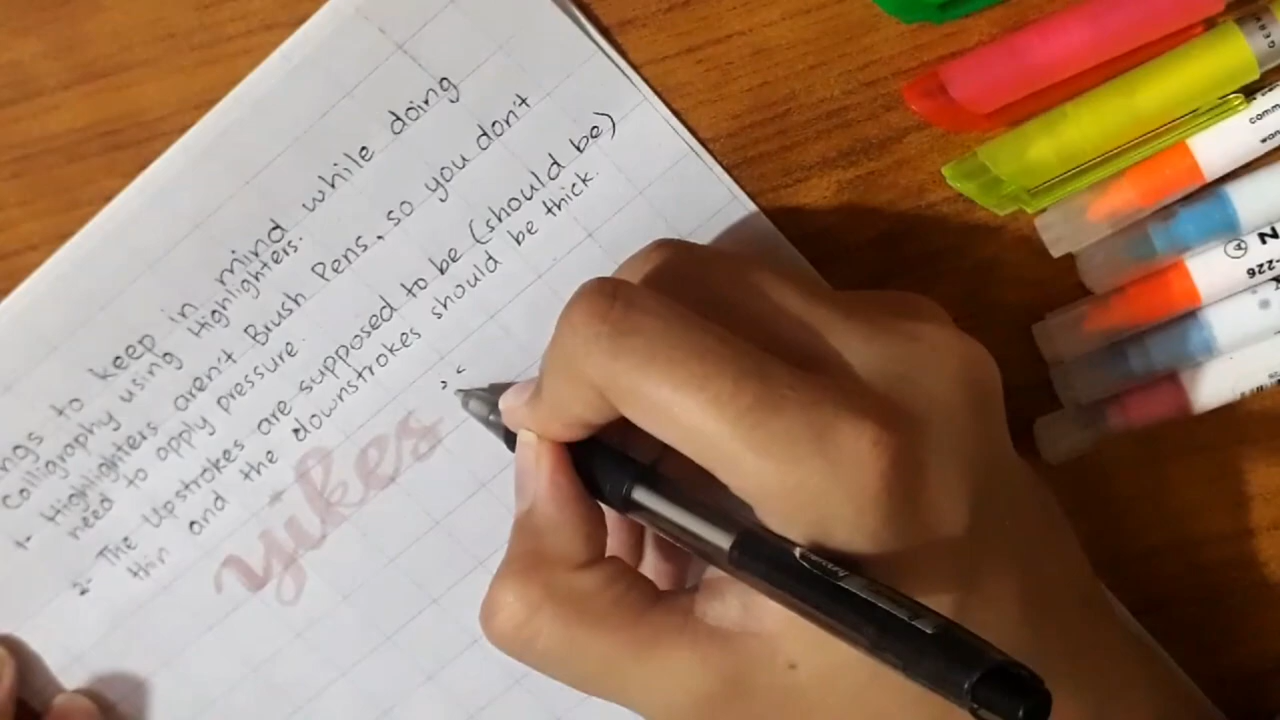 ngs to keep in mind while doing
Calligraphy using Highlighters.
1- Highlighters aren't Brush Pens, so you don't
need to apply pressure.
2- The Upstrokes are supposed to be (should be)
thin and the downstrokes should be thick.
yikes
N
-226